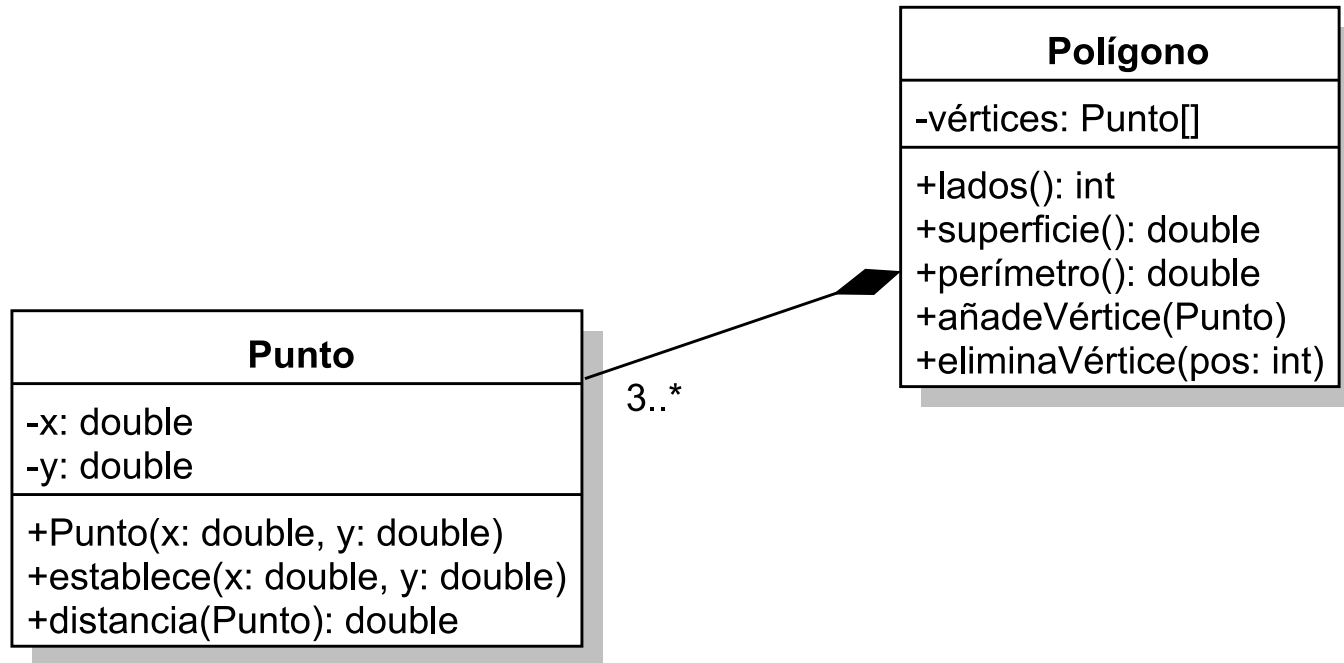 Polígono
-vértices: Punto[]
+lados(): int
+superficie(): double
+perímetro(): double
+añadeVértice(Punto)
+eliminaVértice(pos: int)
3..*
Punto
-x: double
-y: double
+Punto(x: double, y: double)
+establece(x: double, y: double)
+distancia(Punto): double